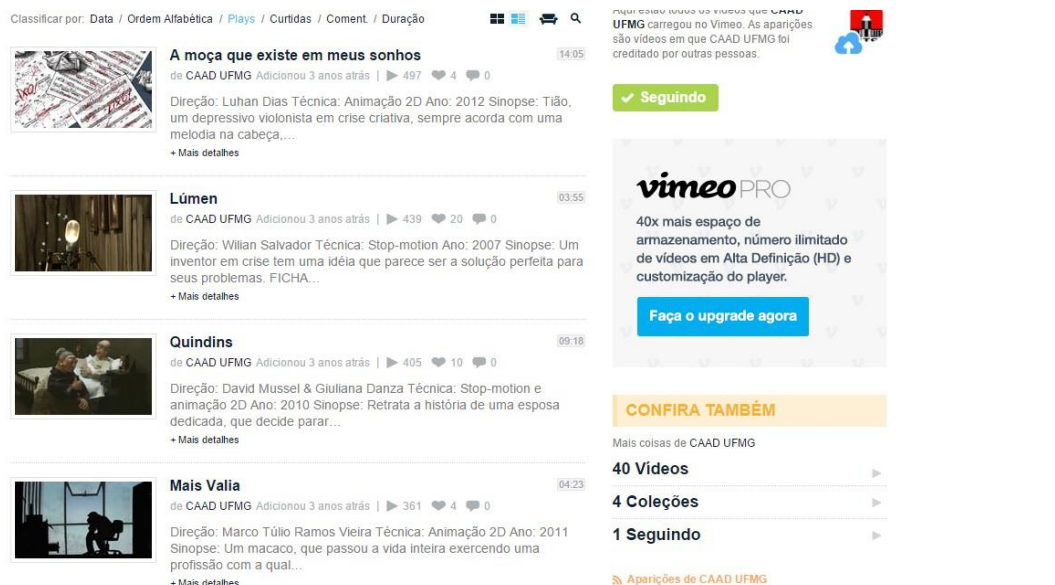 Classificar por: Data / Ordem Alfabética / Plays / Curtidas / Coment. / Duração
A moça que existe em meus sonhos
14:05
de CAAD UFMG Adicionou 3 anos atrás | 497 4 0
Direção: Luhan Dias Técnica: Animação 2D Ano: 2012 Sinopse: Tião,
um depressivo violonista em crise criativa, sempre acorda com uma
melodia na cabeça,…
+ Mais detalhes
Lúmen
03:55
de CAAD UFMG Adicionou 3 anos atrás | 439 20 0
Direção: Wilian Salvador Técnica: Stop-motion Ano: 2007 Sinopse: Um
inventor em crise tem uma idéia que parece ser a solução perfeita para
seus problemas. FICHA…
+ Mais detalhes
Quindins
09:18
de CAAD UFMG Adicionou 3 anos atrás | 405 10 0
Direção: David Mussel & Giuliana Danza Técnica: Stop-motion e
animação 2D Ano: 2010 Sinopse: Retrata a história de uma esposa
dedicada, que decide parar…
+ Mais detalhes
Mais Valia
04:23
de CAAD UFMG Adicionou 3 anos atrás | 361 4 0
Direção: Marco Túlio Ramos Vieira Técnica: Animação 2D Ano: 2011
Sinopse: Um macaco, que passou a vida inteira exercendo uma
profissão com a qual…
+ Mais detalhes
Aqui estão todos os vídeos que CAAD
UFMG carregou no Vimeo. As aparições
são vídeos em que CAAD UFMG foi
creditado por outras pessoas.
Seguindo
vimeo PRO
40x mais espaço de
armazenamento, número ilimitado
de vídeos em Alta Definição (HD) e
customização do player.
Faça o upgrade agora
CONFIRA TAMBÉM
Mais coisas de CAAD UFMG
40 Vídeos
4 Coleções
1 Seguindo
Aparições de CAAD UFMG